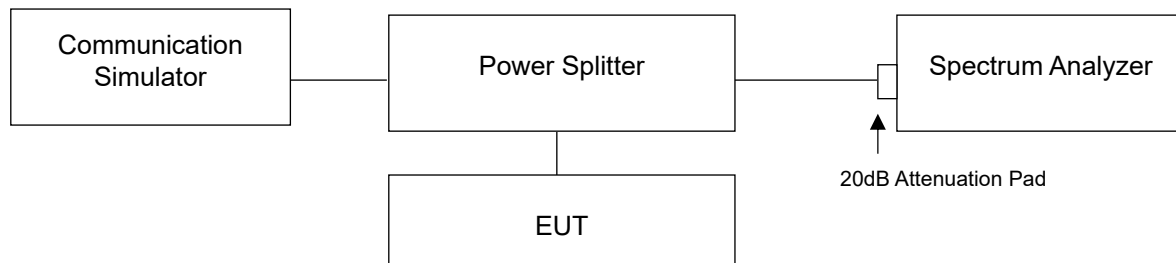 Communication
Simulator
Power Splitter
Spectrum Analyzer
20dB Attenuation Pad
EUT